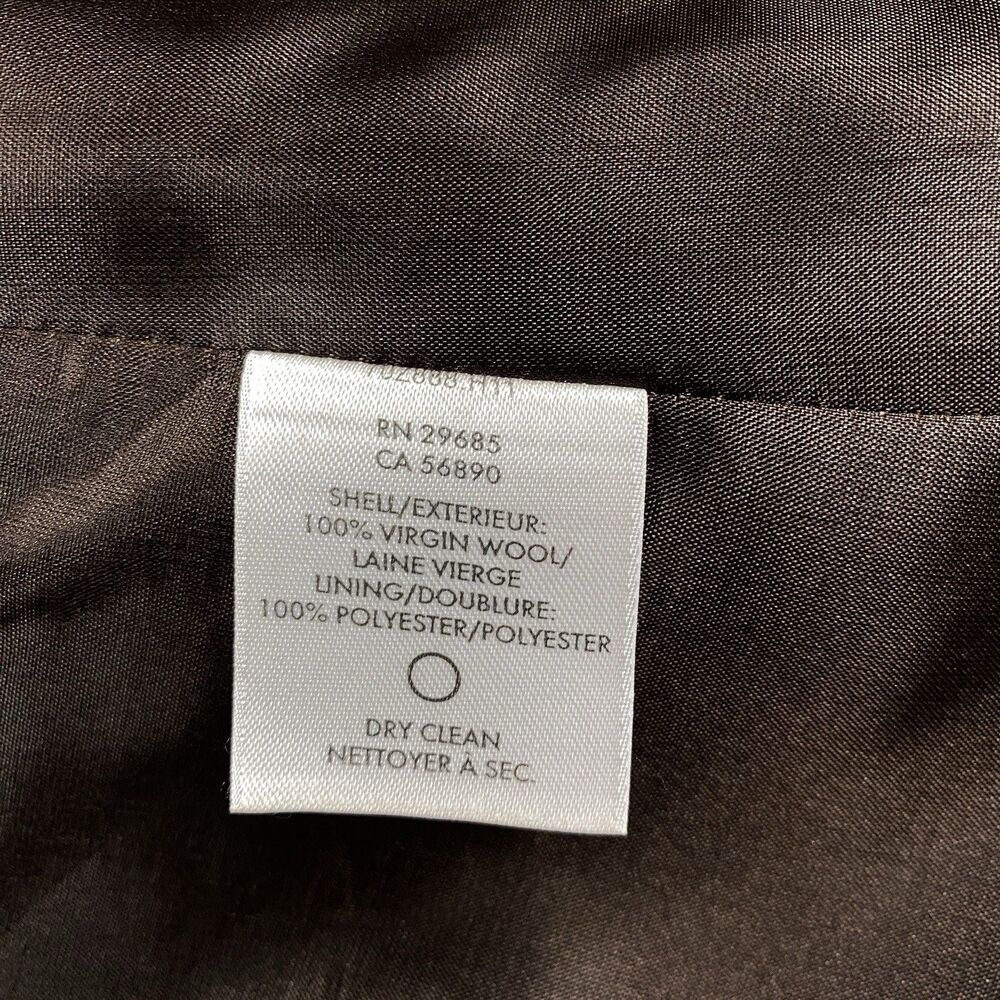 RN 29685
CA 56890
SHELL/EXTERIEUR:
100% VIRGIN WOOL/
LAINE VIERGE
LINING/DOUBLURE:
100% POLYESTER/POLYESTER
DRY CLEAN
NETTOYER À SEC.